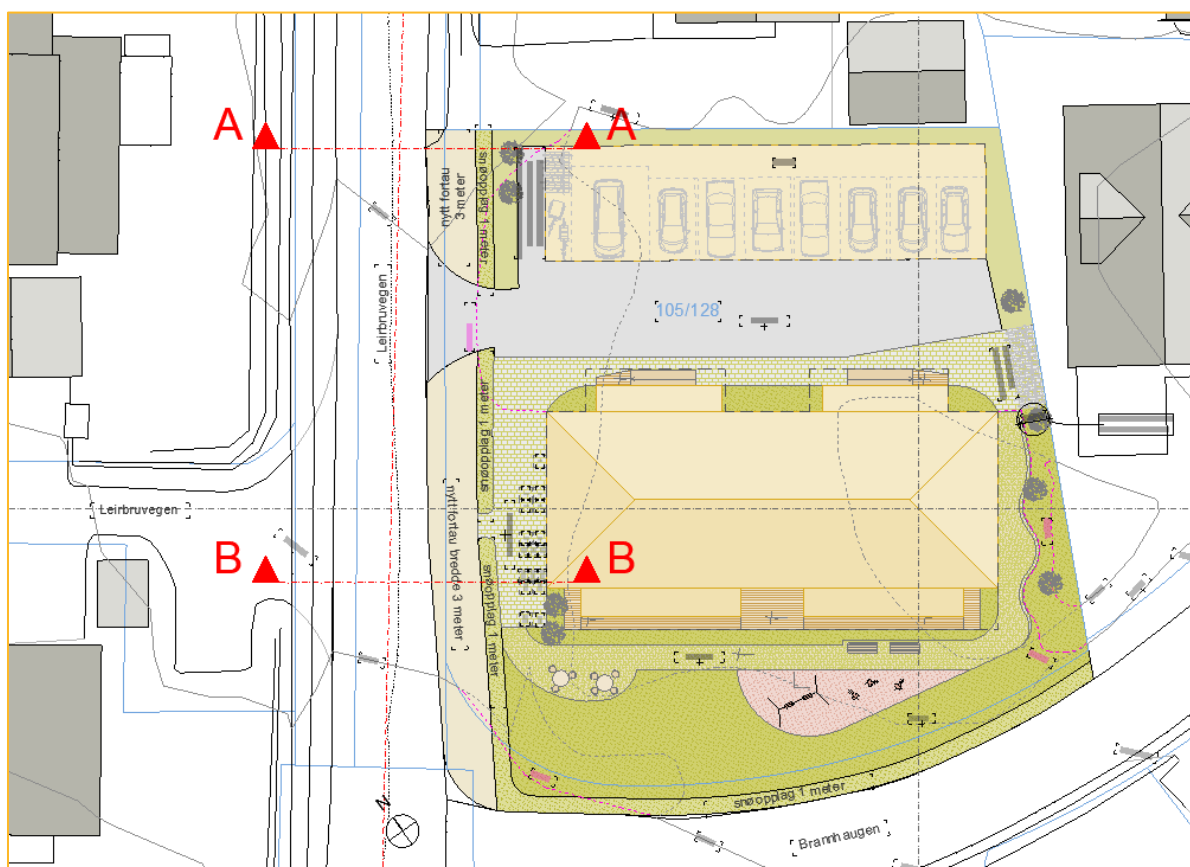 A A
nytt fortau
3 meter
snøopplag 1 meter
Leirbruvegen
105/128
snøopplag 1 meter
Leirbruvegen
nytt fortau bredde 3 meter
B B
snøopplag 1 meter
snøopplag 1 meter
Brannhaugen
N